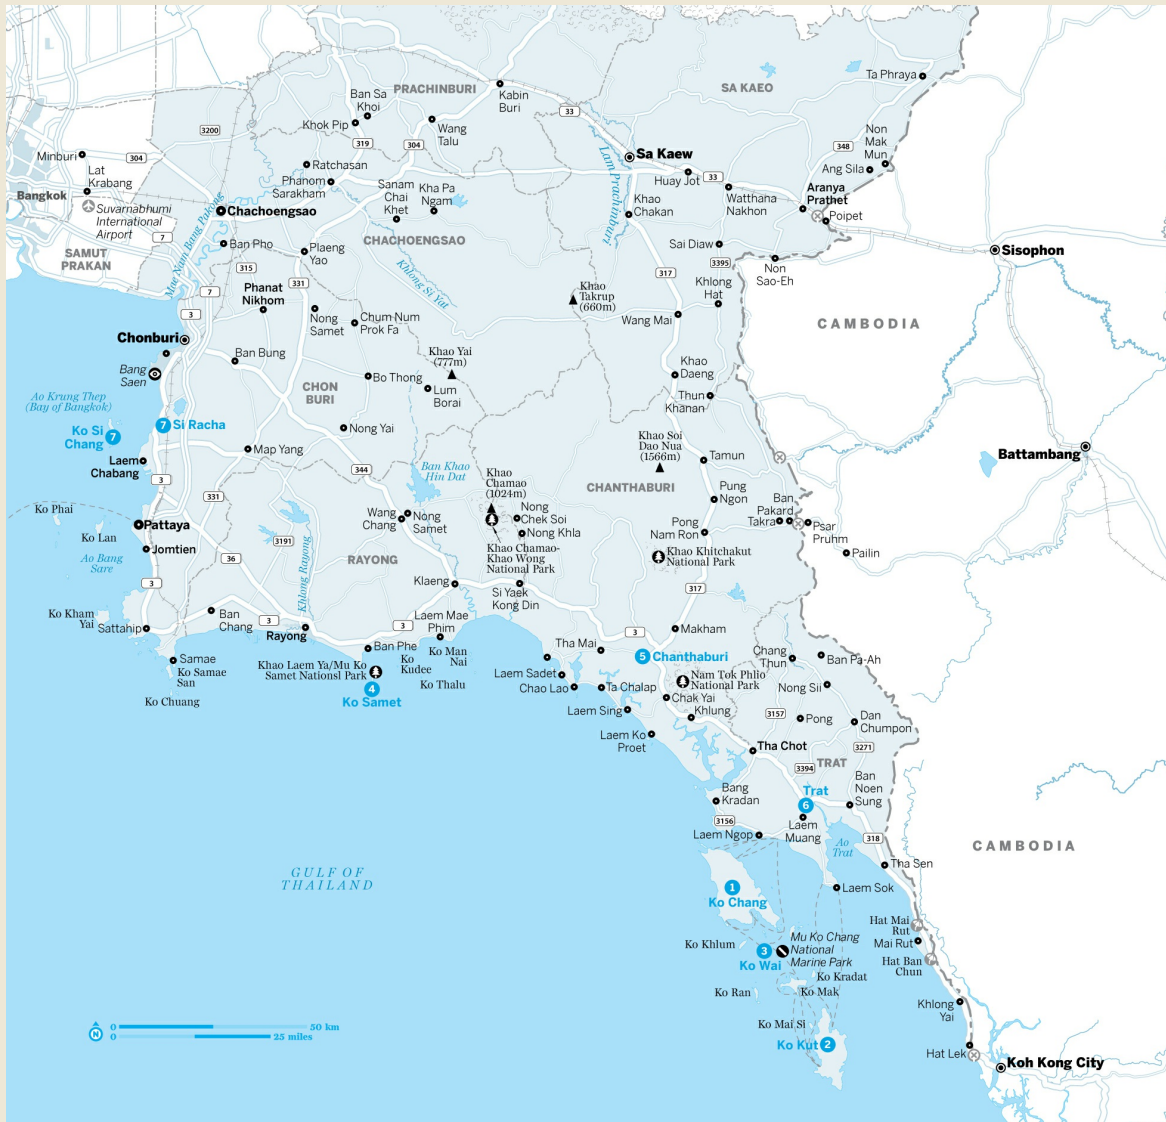 Ta Phraya
PRACHINBURI
Kabin
Buri
SA KAEO
Ban Sa
Khoi
Khok Pip
Wang
Talu
33
3200
319
304
348
Non
Mak
Mun
Minburi
304
Sa Kaew
Ang Sila
Lat
Krabang
Ratchasan
Lam Prachinburi
Huay Jot
33
Phanom
Sarakham
Sanam
Chai
Khet
Kha Pa
Ngam
Watthana
Nakhon
Aranya
Prathet
Bangkok
Suvarnabhumi
International
Airport
Mae Nam Bang Pakong
Chachoengsao
Khao
Chakan
Poipet
7
SAMUT
PRAKAN
Ban Pho
Plaeng
Yao
CHACHOENGSAO
Sai Diaw
Sisophon
315
Khlong Si Yat
3395
Non
Sao-Eh
317
7
331
Phanat
Nikhom
Khao
Takrup
(660m)
Khlong
Hat
3
Nong
Samet
Chum Num
Prok Fa
Wang Mai
CAMBODIA
Chonburi
Ban Bung
Khao Yai
(777m)
Bang
Saen
Bo Thong
Khao
Daeng
CHON
BURI
Lum
Borai
Thun
Khanan
Ao Krung Thep
(Bay of Bangkok)
Ko Si
Chang
7
7
Si Racha
Nong Yai
Khao Soi
Dao Nua
(1566m)
Laem
Chabang
Map Yang
344
Ban Khao
Hin Dat
Tamun
Battambang
3
Khao
Chamao
(1024m)
CHANTHABURI
Pung
Ngon
331
Ban
Pakard
Ko Phai
Wang
Chang
Nong
Samet
Nong
Chek Soi
Takra
Pattaya
Nong Khla
Pong
Nam Ron
Psar
Pruhm
Ko Lan
3191
Khlong Rayong
Jomtien
36
RAYONG
Khao Chamao-
Khao Wong
National Park
Khao Khitchakut
National Park
Pailin
Ao Bang
Sare
3
Klaeng
Si Yaek
Kong Din
317
Ko Kham
Yai
Sattahip
Ban
Chang
3
Rayong
3
Laem Mae
Phim
3
Makham
Samae
Ban Phe
Tha Mai
5
Chanthaburi
Chang
Thun
Ban Pa-Ah
Ko Samae
San
Khao Laem Ya/Mu Ko
Samet Nationsl Park
Ko
Kudee
Ko Man
Nai
Laem Sadet
Nam Tok Phlio
National Park
Ko Thalu
Chao Lao
Ta Chalap
Nong Sii
Ko Chuang
4
Ko Samet
Chak Yai
Laem Sing
Khlung
3157
Pong
Dan
Chumpon
Laem Ko
Proet
Tha Chot
3271
3394
TRAT
Bang
Kradan
Trat
6
Ban
Noen
Sung
3156
Laem
Muang
Laem Ngop
318
Ao
Trat
CAMBODIA
GULF OF
THAILAND
Tha Sen
1
Ko Chang
Laem Sok
Hat Mai
Rut
Ko Khlum
3
Ko Wai
Mu Ko Chang
National
Marine Park
Mai Rut
Hat Ban
Chun
Ko Kradat
Ko Ran
Ko Mak
Khlong
Yai
Ko Mai Si
N
0
50 km
0
25 miles
Ko Kut
2
Hat Lek
Koh Kong City